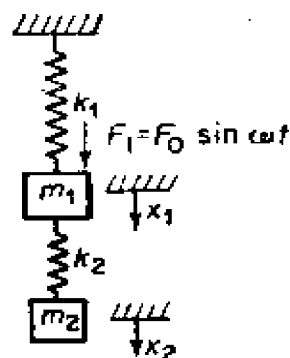 k₁
F₁=F₀ sin ωt
m₁
x₁
k₂
m₂
x₂